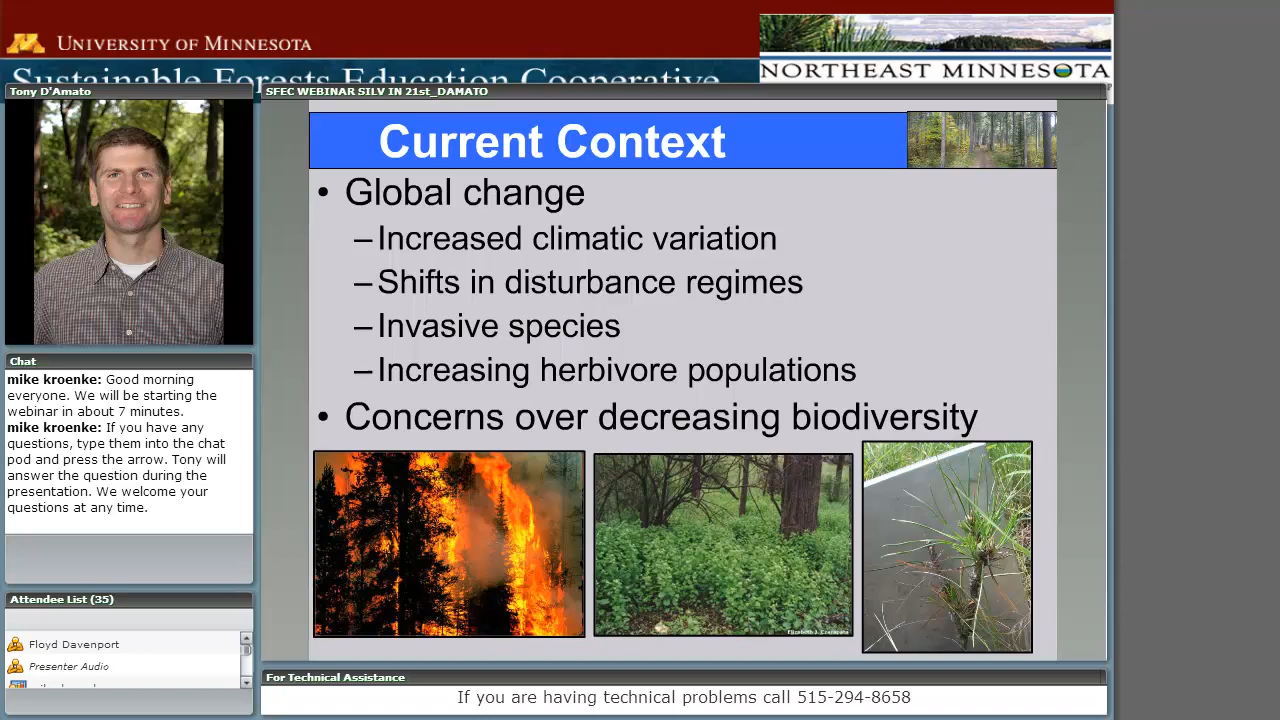 UNIVERSITY OF MINNESOTA
Sustainable Forests Education Cooperative
NORTHEAST MINNESOTA
Tony D'Amato
SFEC WEBINAR SILV IN 21st_DAMATO
Current Context
• Global change
–Increased climatic variation
–Shifts in disturbance regimes
–Invasive species
–Increasing herbivore populations
• Concerns over decreasing biodiversity
Chat
mike kroenke: Good morning
everyone. We will be starting the
webinar in about 7 minutes.
mike kroenke: If you have any
questions, type them into the chat
pod and press the arrow. Tony will
answer the question during the
presentation. We welcome your
questions at any time.
Attendee List (35)
Floyd Davenport
Presenter Audio
For Technical Assistance
If you are having technical problems call 515-294-8658